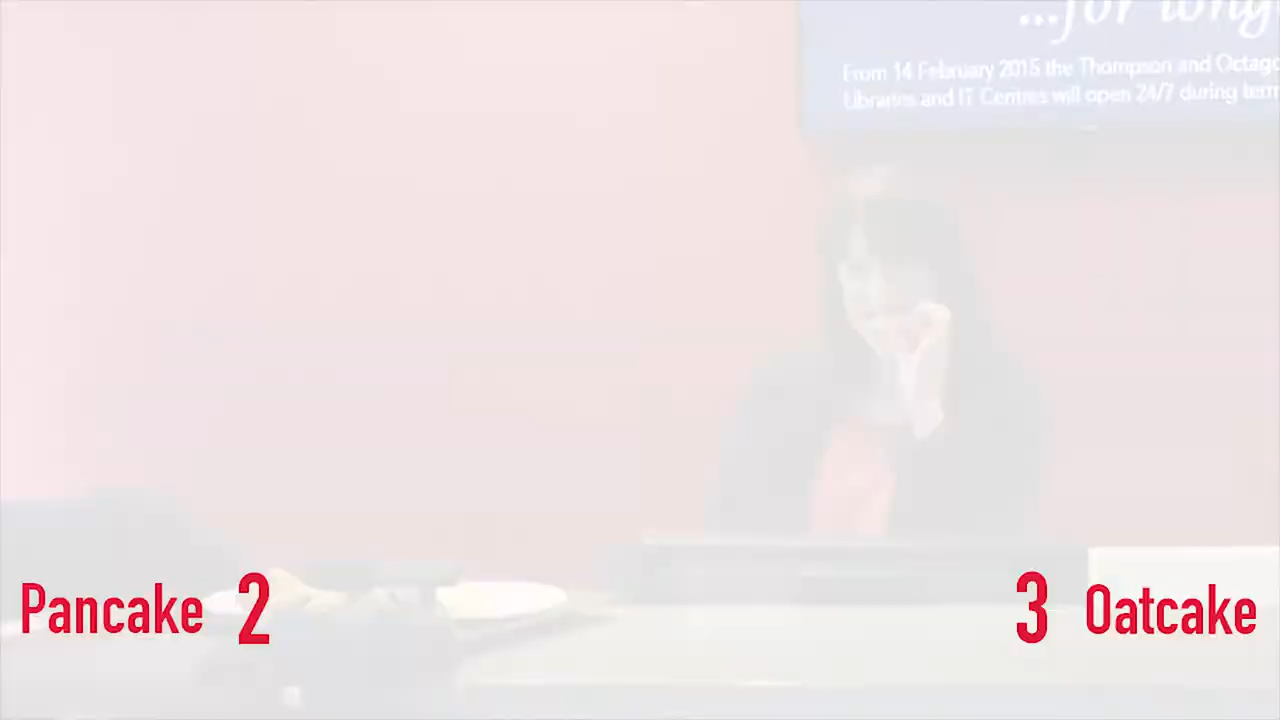 ...for long
From 14 February 2015 the Thompson and Octago
Libraries and IT Centres will open 24/7 during term
Pancake 2
3 Oatcake